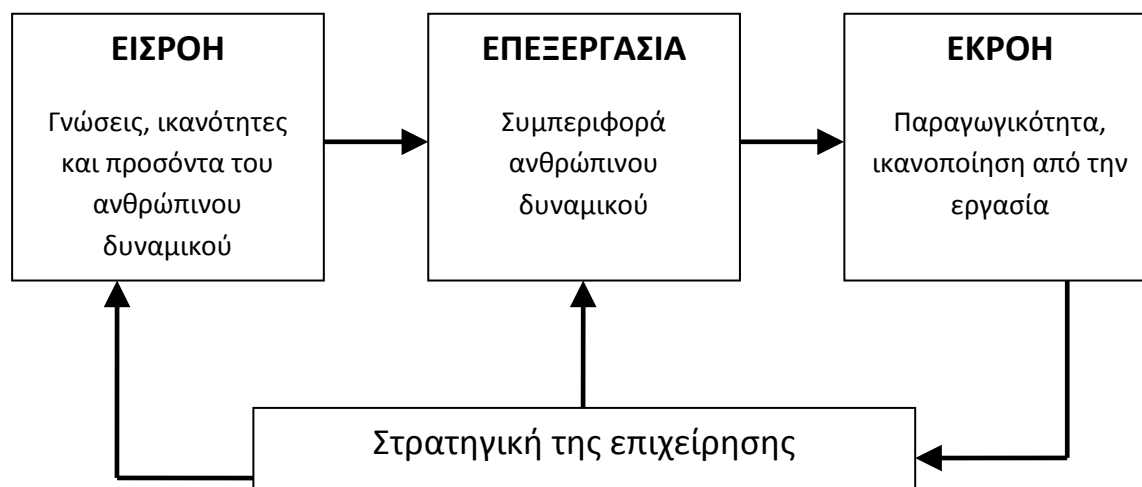 ΕΙΣΡΟΗ
Γνώσεις, ικανότητες
και προσόντα του
ανθρώπινου
δυναμικού
ΕΠΕΞΕΡΓΑΣΙΑ
Συμπεριφορά
ανθρώπινου
δυναμικού
ΕΚΡΟΗ
Παραγωγικότητα,
ικανοποίηση από την
εργασία
Στρατηγική της επιχείρησης